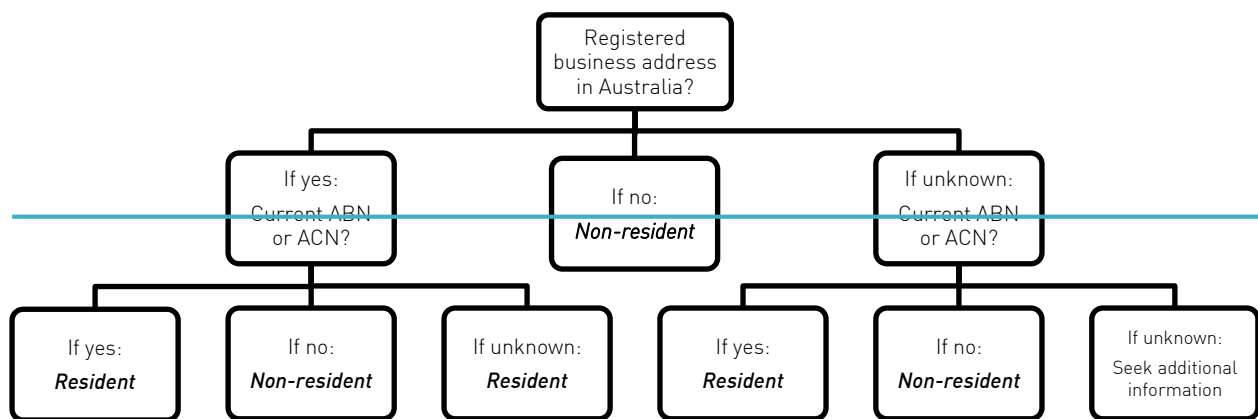 Registered
business address
in Australia?
If yes:
Current ABN
or ACN?
If no:
Non-resident
If unknown:
Current ABN
or ACN?
If yes:
Resident
If no:
Non-resident
If unknown:
Resident
If yes:
Resident
If no:
Non-resident
If unknown:
Seek additional
information